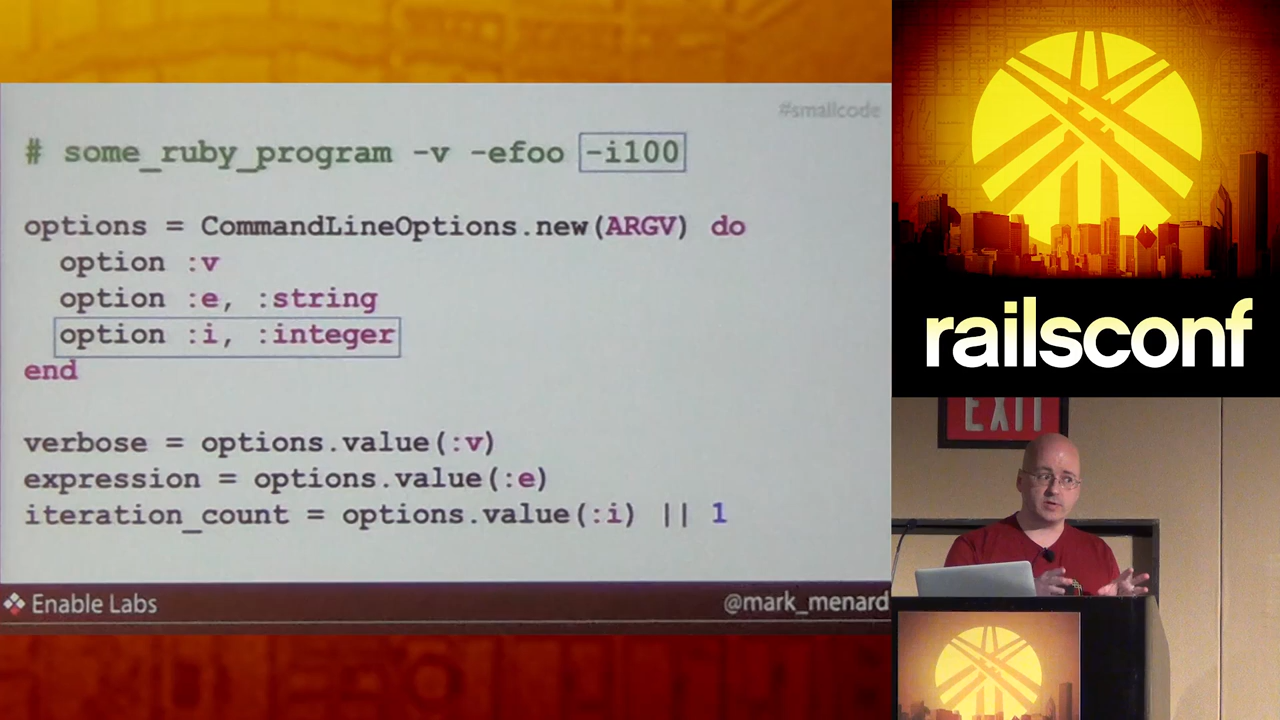 #smallcode
# some_ruby_program -v -efoo -i100
options = CommandLineOptions.new(ARGV) do
option :v
option :e, :string
option :i, :integer
end
verbose = options.value(:v)
expression = options.value(:e)
iteration_count = options.value(:i) || 1
Enable Labs
@mark_menard
railsconf
EXIT